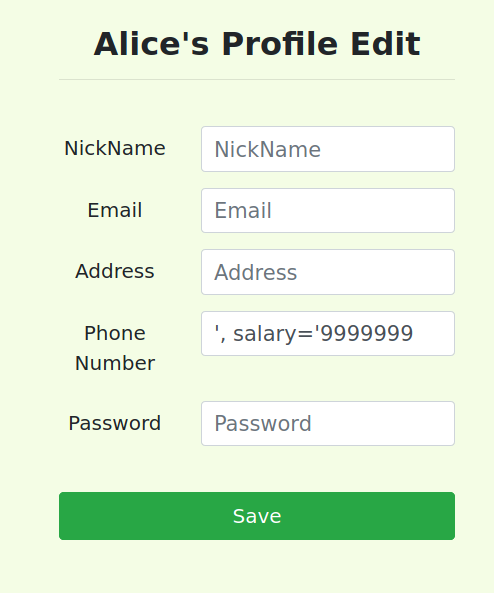 Alice's Profile Edit
NickName
NickName
Email
Email
Address
Address
Phone
Number
', salary='9999999
Password
Password
Save